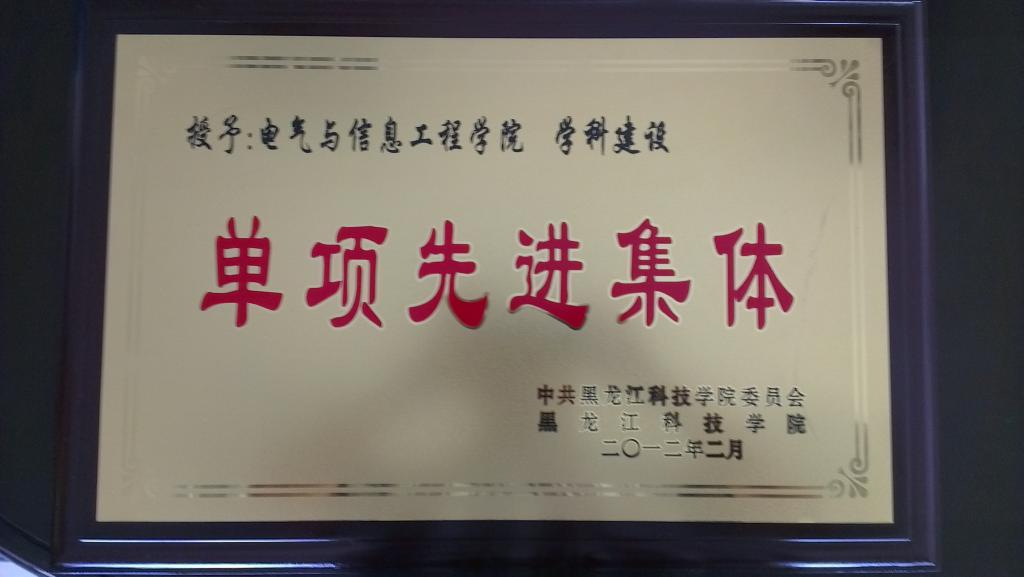 授予:电气与信息工程学院 学科建设
单项先进集体
中共黑龙江科技学院委员会
黑龙江科技学院
二〇一二年二月